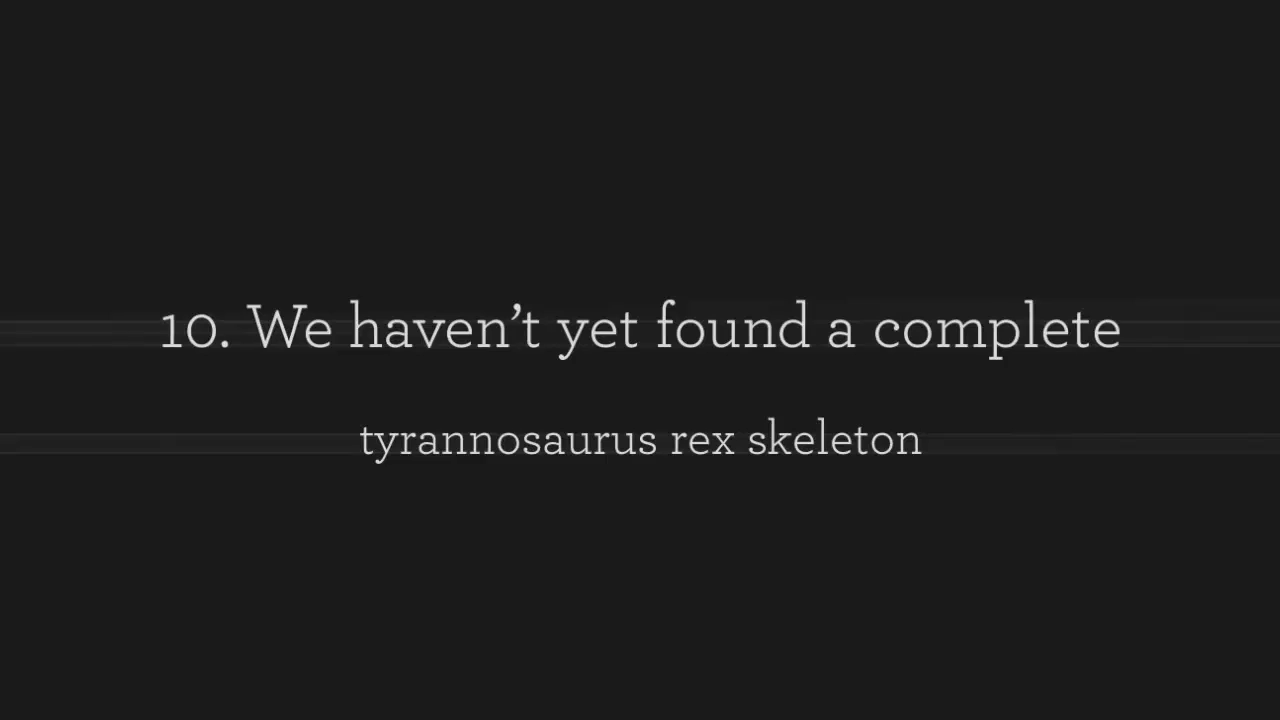 10. We haven’t yet found a complete
tyrannosaurus rex skeleton